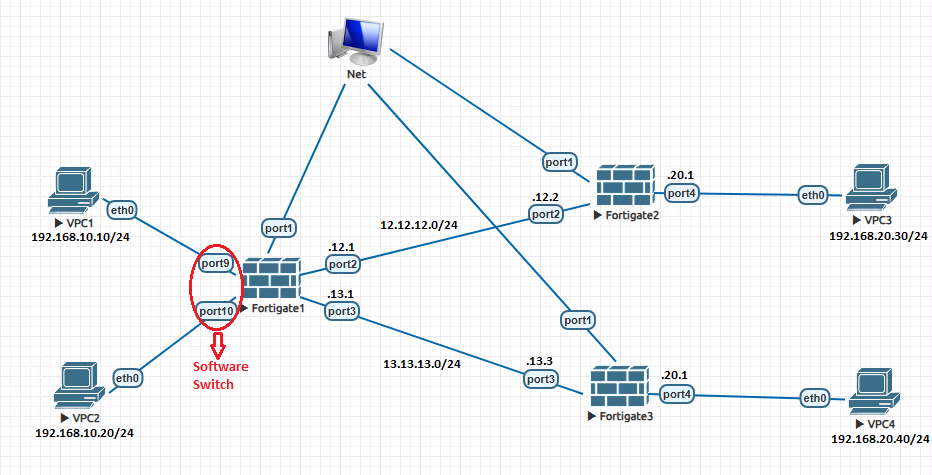 Net
port1
.20.1
port4
eth0
VPC3
192.168.20.30/24
.12.2
port2
Fortigate2
eth0
VPC1
192.168.10.10/24
port1
12.12.12.0/24
port9
.12.1
port2
.13.1
port3
Fortigate1
port10
port1
Software
Switch
13.13.13.0/24
.13.3
port3
.20.1
port4
eth0
VPC4
192.168.20.40/24
Fortigate3
eth0
VPC2
192.168.10.20/24